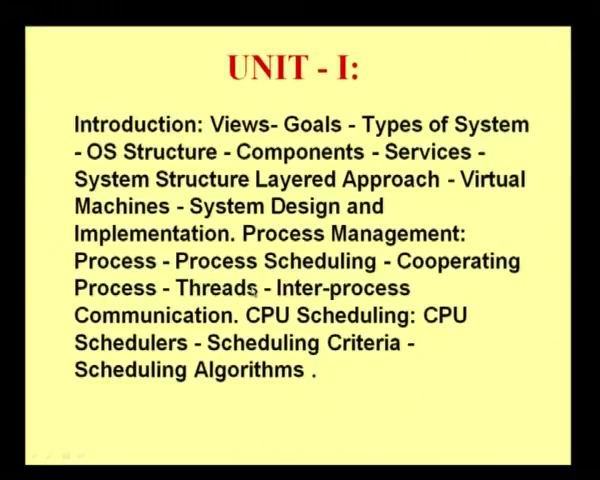 UNIT - I:
Introduction: Views- Goals - Types of System
- OS Structure - Components - Services -
System Structure Layered Approach - Virtual
Machines - System Design and
Implementation. Process Management:
Process - Process Scheduling - Cooperating
Process - Threads - Inter-process
Communication. CPU Scheduling: CPU
Schedulers - Scheduling Criteria -
Scheduling Algorithms .